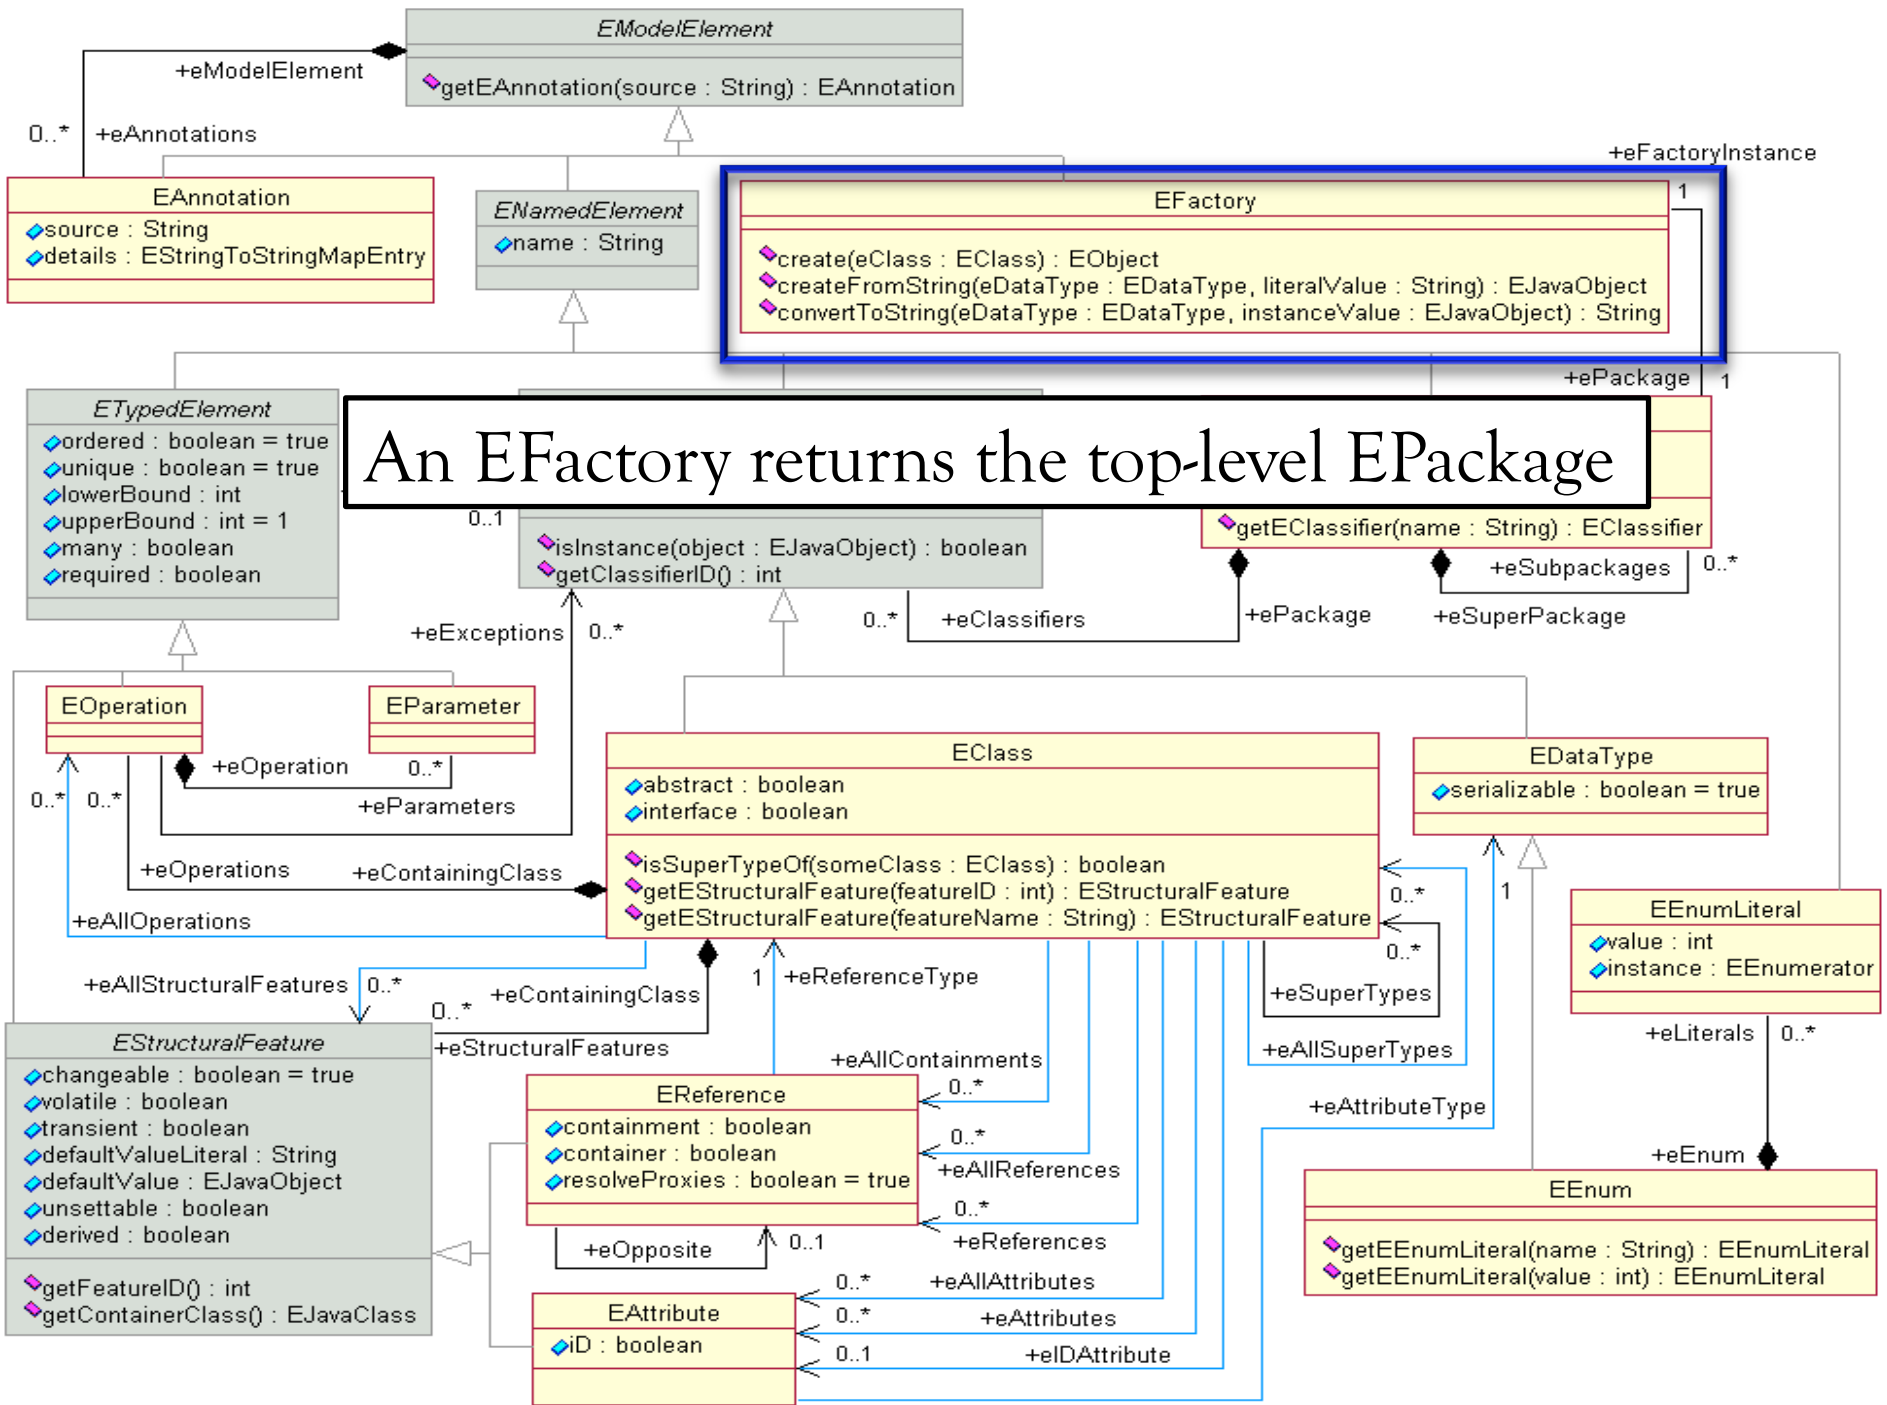 EModelElement
getEAnnotation(source : String) : EAnnotation
+eModelElement
0..*
+eAnnotations
+eFactoryInstance
1
EAnnotation
source : String
details : EStringToStringMapEntry
ENamedElement
name : String
EFactory
create(eClass : EClass) : EObject
createFromString(eDataType : EDataType, literalValue : String) : EJavaObject
convertToString(eDataType : EDataType, instanceValue : EJavaObject) : String
+ePackage
1
ETypedElement
ordered : boolean = true
unique : boolean = true
lowerBound : int
upperBound : int = 1
many : boolean
required : boolean
An EFactory returns the top-level EPackage
0..1
isInstance(object : EJavaObject) : boolean
getClassifierID() : int
getEClassifier(name : String) : EClassifier
+eSubpackages
0..*
+eSuperPackage
+ePackage
+eClassifiers
0..*
+eExceptions
0..*
EOperation
EParameter
+eOperation
0..*
+eParameters
0..*
0..*
+eOperations
+eContainingClass
+eAllOperations
EClass
abstract : boolean
interface : boolean
isSuperTypeOf(someClass : EClass) : boolean
getEStructuralFeature(featureID : int) : EStructuralFeature
getEStructuralFeature(featureName : String) : EStructuralFeature
EDataType
serializable : boolean = true
0..*
1
0..*
+eSuperTypes
+eAllSuperTypes
EEnumLiteral
value : int
instance : EEnumerator
+eLiterals
0..*
+eAllStructuralFeatures
0..*
+eContainingClass
0..*
+eStructuralFeatures
1
+eReferenceType
+eAllContainments
0..*
EStructuralFeature
changeable : boolean = true
volatile : boolean
transient : boolean
defaultValueLiteral : String
defaultValue : EJavaObject
unsettable : boolean
derived : boolean
getFeatureID() : int
getContainerClass() : EJavaClass
EReference
containment : boolean
container : boolean
resolveProxies : boolean = true
0..*
+eAllReferences
0..*
+eReferences
+eOpposite
0..1
+eAttributeType
+eEnum
EEnum
getEEnumLiteral(name : String) : EEnumLiteral
getEEnumLiteral(value : int) : EEnumLiteral
0..*
+eAllAttributes
0..*
+eAttributes
0..1
+eIDAttribute
EAttribute
iD : boolean